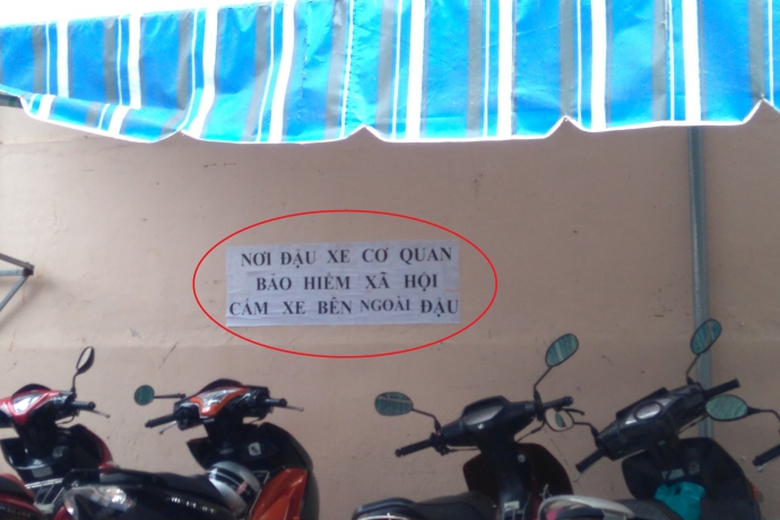 NƠI ĐẬU XE CƠ QUAN
BẢO HIỂM XÃ HỘI
CẤM XE BÊN NGOÀI ĐẬU